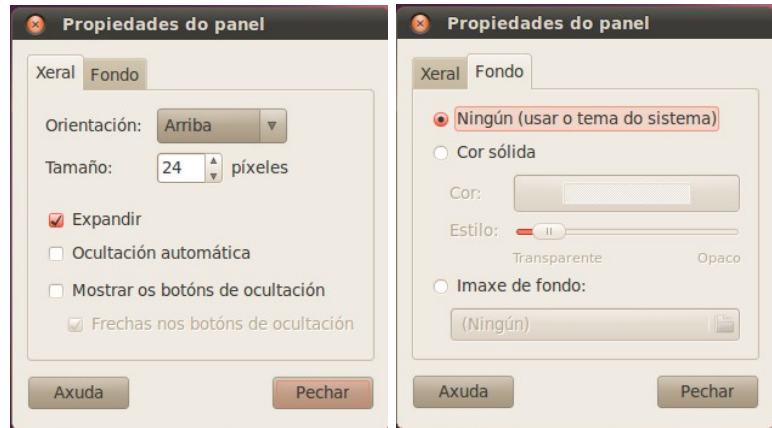 Propiedades do panel
Xeral Fondo
Orientación: Arriba
Tamaño: 24 píxeles
Expandir
Ocultación automática
Mostrar os botóns de ocultación
Frechas nos botóns de ocultación
Axuda Pechar
Propiedades do panel
Xeral Fondo
Ningún (usar o tema do sistema)
Cor sólida
Cor:
Estilo:
Transparente Opaco
Imaxe de fondo:
(Ningún)
Axuda Pechar